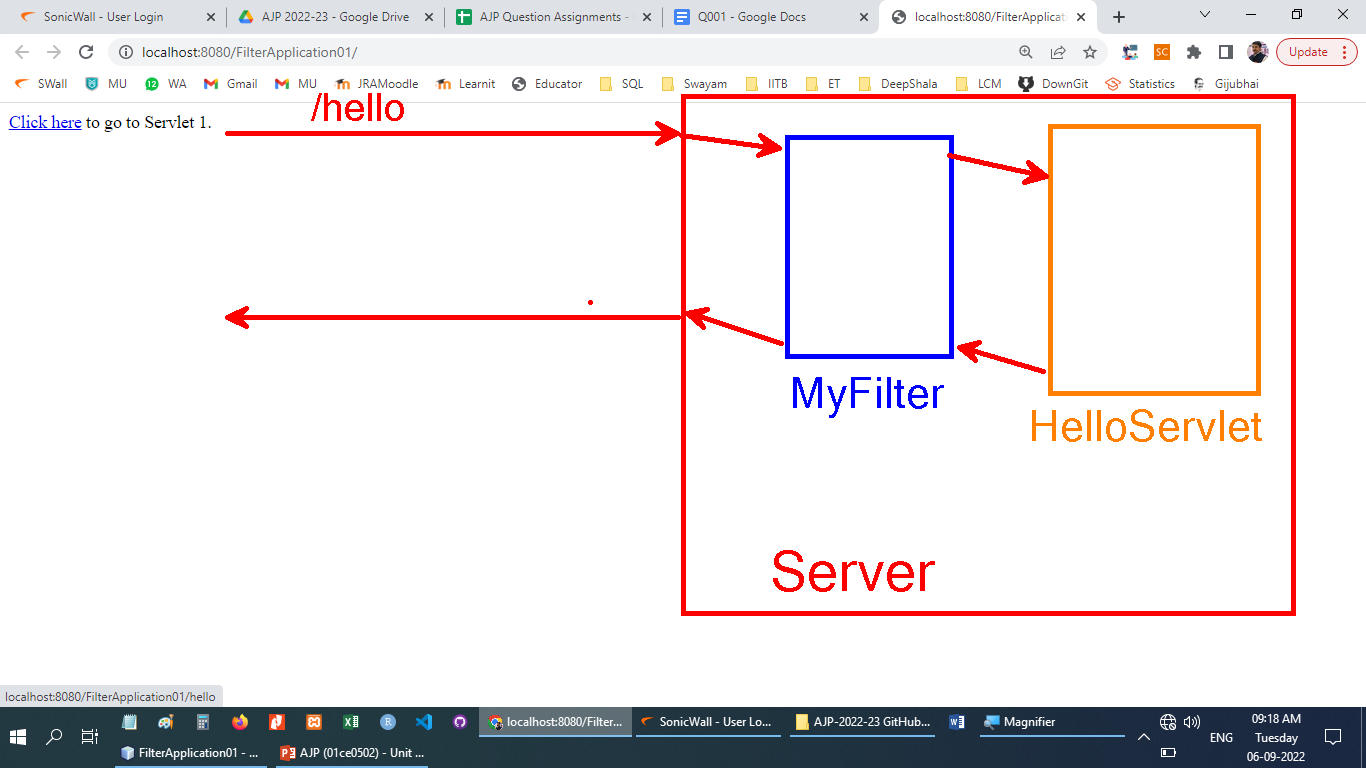 SonicWall - User Login
AJP 2022-23 - Google Drive
AJP Question Assignments -
Q001 - Google Docs
localhost:8080/FilterApplicat
localhost:8080/FilterApplication01/
SC
Update
SWall
MU
12
WA
Gmail
MU
JRAMoodle
Learnit
Educator
SQL
Swayam
IITB
ET
DeepShala
LCM
DownGit
Statistics
Gijubhai
/hello
Click here to go to Servlet 1.
MyFilter
HelloServlet
Server
localhost:8080/FilterApplication01/hello
localhost:8080/Filter...
SonicWall - User Lo...
AJP-2022-23 GitHub...
Magnifier
FilterApplication01 - ...
AJP (01ce0502) - Unit ...
ENG
09:18 AM
Tuesday
06-09-2022